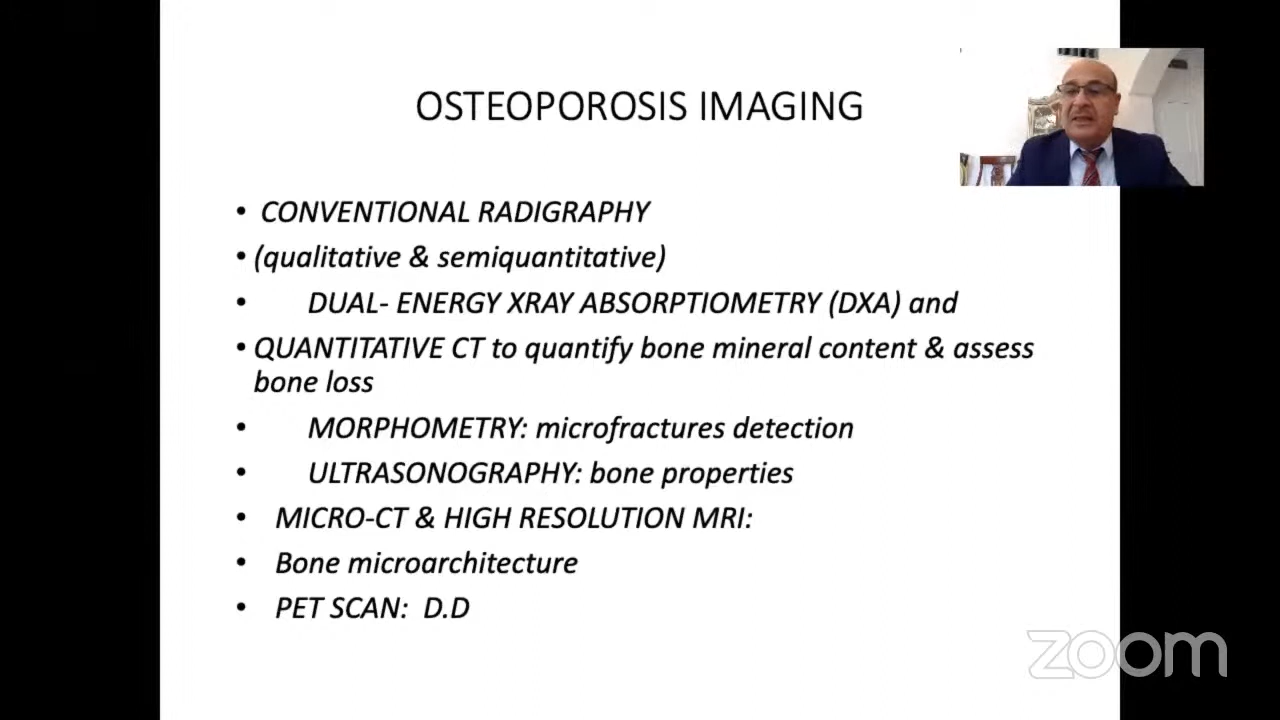 OSTEOPOROSIS IMAGING
• CONVENTIONAL RADIGRAPHY
• (qualitative & semiquantitative)
• DUAL- ENERGY XRAY ABSORPTIOMETRY (DXA) and
• QUANTITATIVE CT to quantify bone mineral content & assess
bone loss
• MORPHOMETRY: microfractures detection
• ULTRASONOGRAPHY: bone properties
• MICRO-CT & HIGH RESOLUTION MRI:
• Bone microarchitecture
• PET SCAN: D.D
zoom